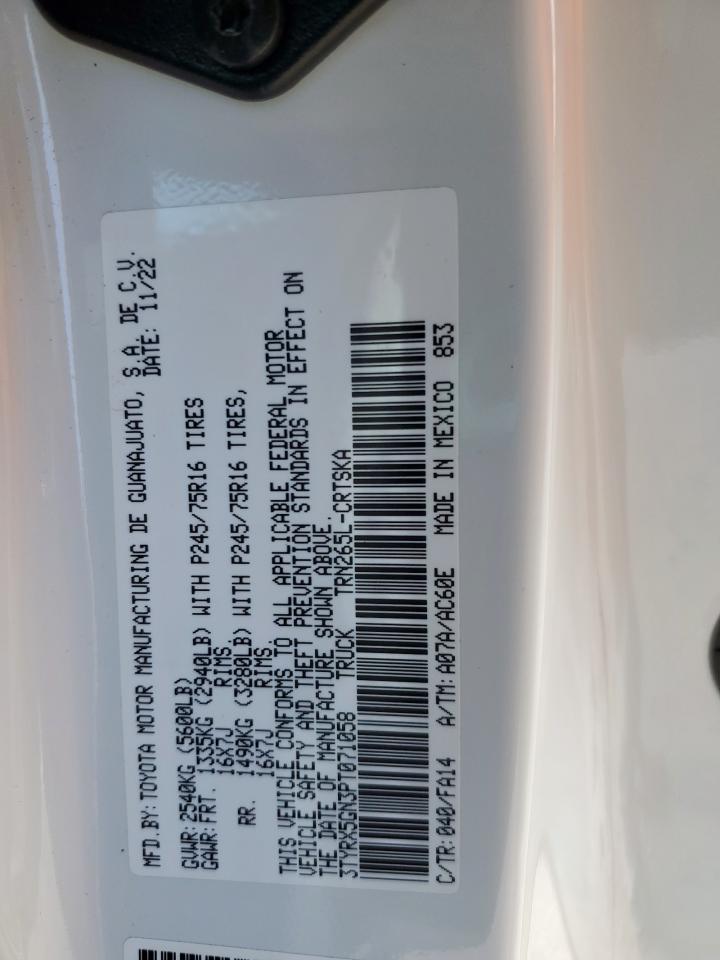 MFD.BY:TOYOTA MOTOR MANUFACTURING DE GUANAJUATO, S.A. DE C.V.
DATE: 11/22
GVWR:2540KG (5600LB)
GAWR:FRT. 1335KG (2940LB) WITH P245/75R16 TIRES
16X7J RIMS,
RR. 1490KG (3280LB) WITH P245/75R16 TIRES,
16X7J RIMS
THIS VEHICLE CONFORMS TO ALL APPLICABLE FEDERAL MOTOR
VEHICLE SAFETY AND THEFT PREVENTION STANDARDS IN EFFECT ON
THE DATE OF MANUFACTURE SHOWN ABOVE.
3TYRX5GN3PT071058 TRUCK TRN265L-CRTSKA
C/TR:040/FA14 A/TM:A07A/AC60E MADE IN MEXICO 853